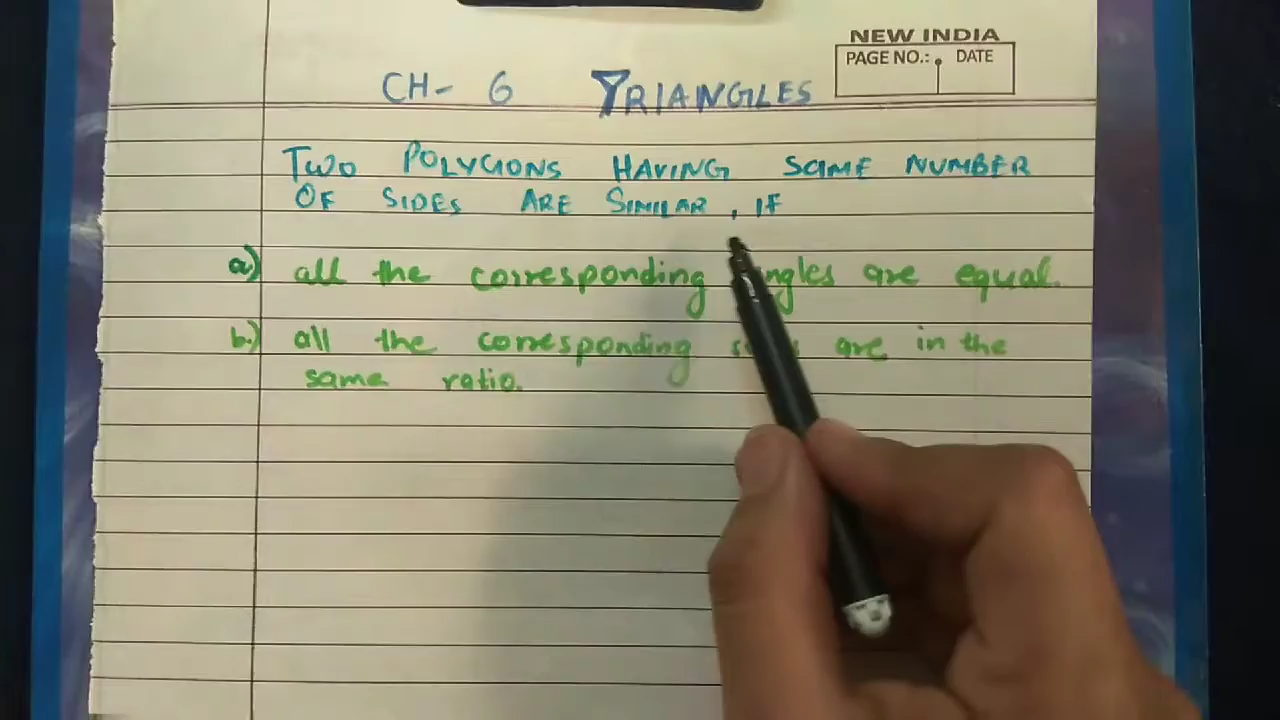 NEW INDIA
PAGE NO.: DATE
CH- 6 TRIANGLES
TWO POLYGONS HAVING SAME NUMBER
OF SIDES ARE SIMILAR, IF
a) all the corresponding angles are equal.
b.) all the corresponding are in the
same ratio.